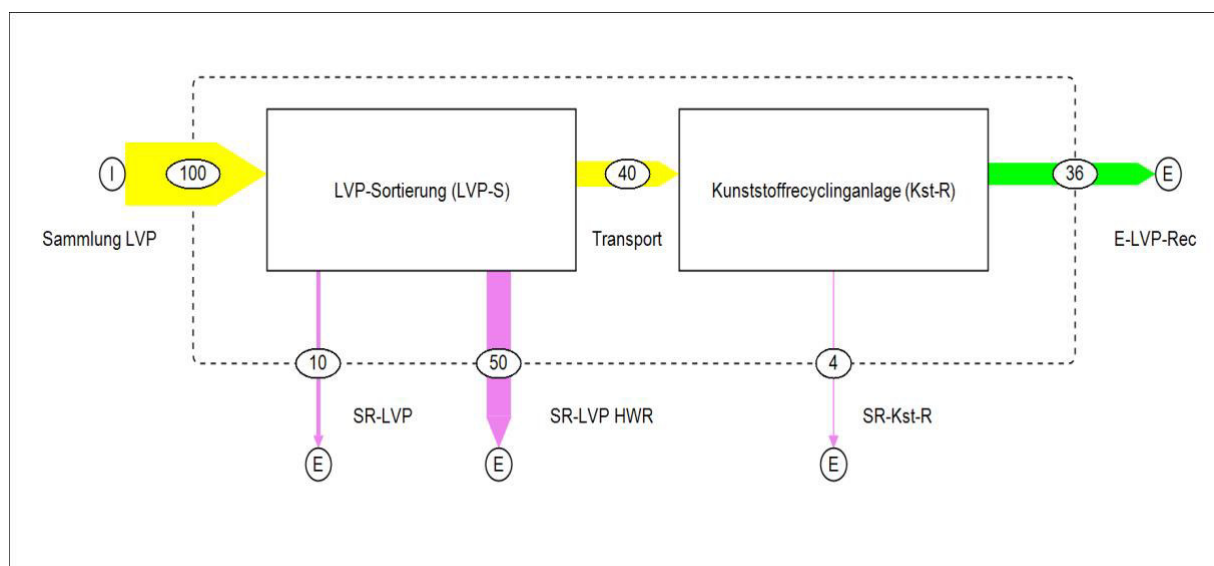 LVP-Sortierung (LVP-S)
Kunststoffrecyclinganlage (Kst-R)
I
100
40
36
E
Sammlung LVP
Transport
E-LVP-Rec
10
50
4
SR-LVP
SR-LVP HWR
SR-Kst-R
E
E
E